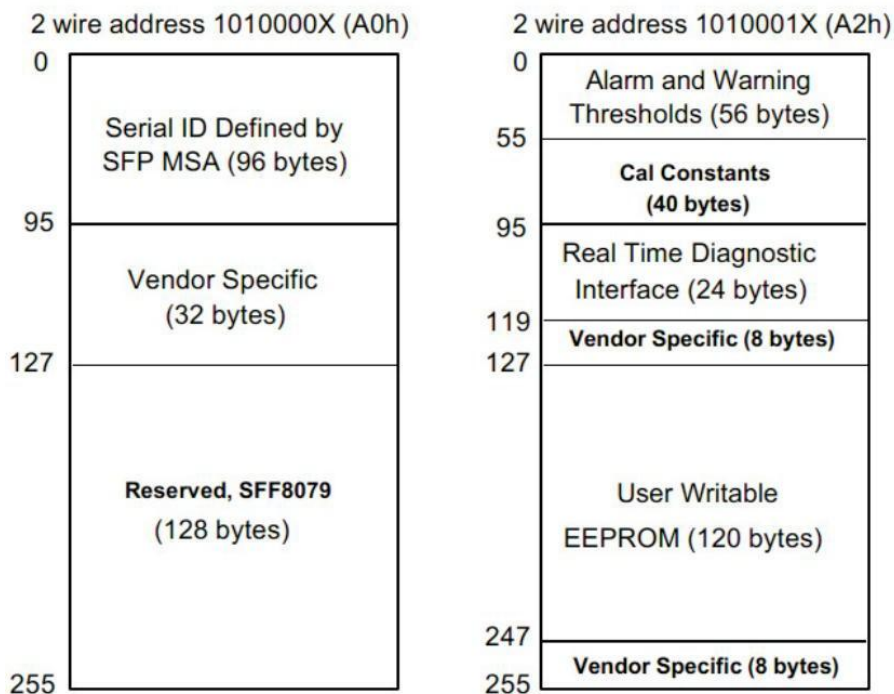 2 wire address 1010000X (A0h)
0
Serial ID Defined by
SFP MSA (96 bytes)
95
Vendor Specific
(32 bytes)
127
Reserved, SFF8079
(128 bytes)
255
2 wire address 1010001X (A2h)
0
Alarm and Warning
Thresholds (56 bytes)
55
Cal Constants
(40 bytes)
95
Real Time Diagnostic
Interface (24 bytes)
119
Vendor Specific (8 bytes)
127
User Writable
EEPROM (120 bytes)
247
Vendor Specific (8 bytes)
255